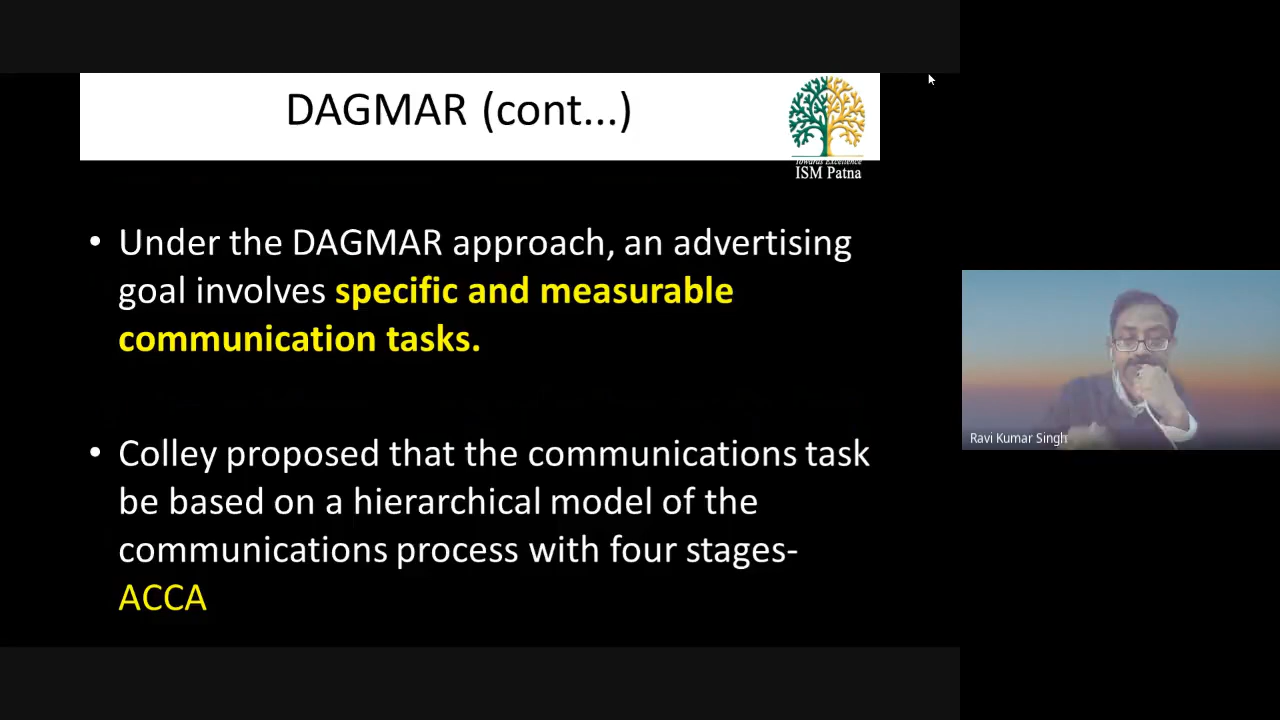 DAGMAR (cont...)
Towards Excellence
ISM Patna
• Under the DAGMAR approach, an advertising
goal involves specific and measurable
communication tasks.
• Colley proposed that the communications task
be based on a hierarchical model of the
communications process with four stages-
ACCA
Ravi Kumar Singh